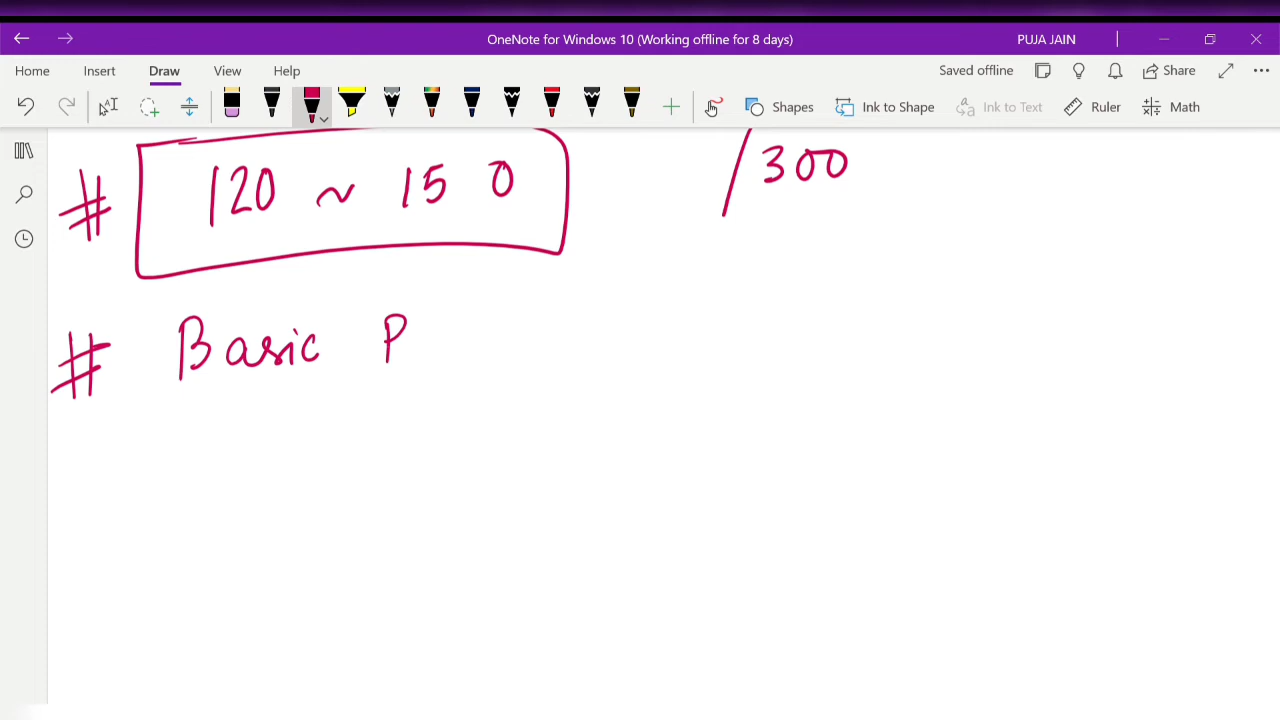 OneNote for Windows 10 (Working offline for 8 days) PUJA JAIN
Home Insert Draw View Help Saved offline Share
Shapes Ink to Shape Ink to Text Ruler Math
# 120 ~ 150 /300
# Basic P